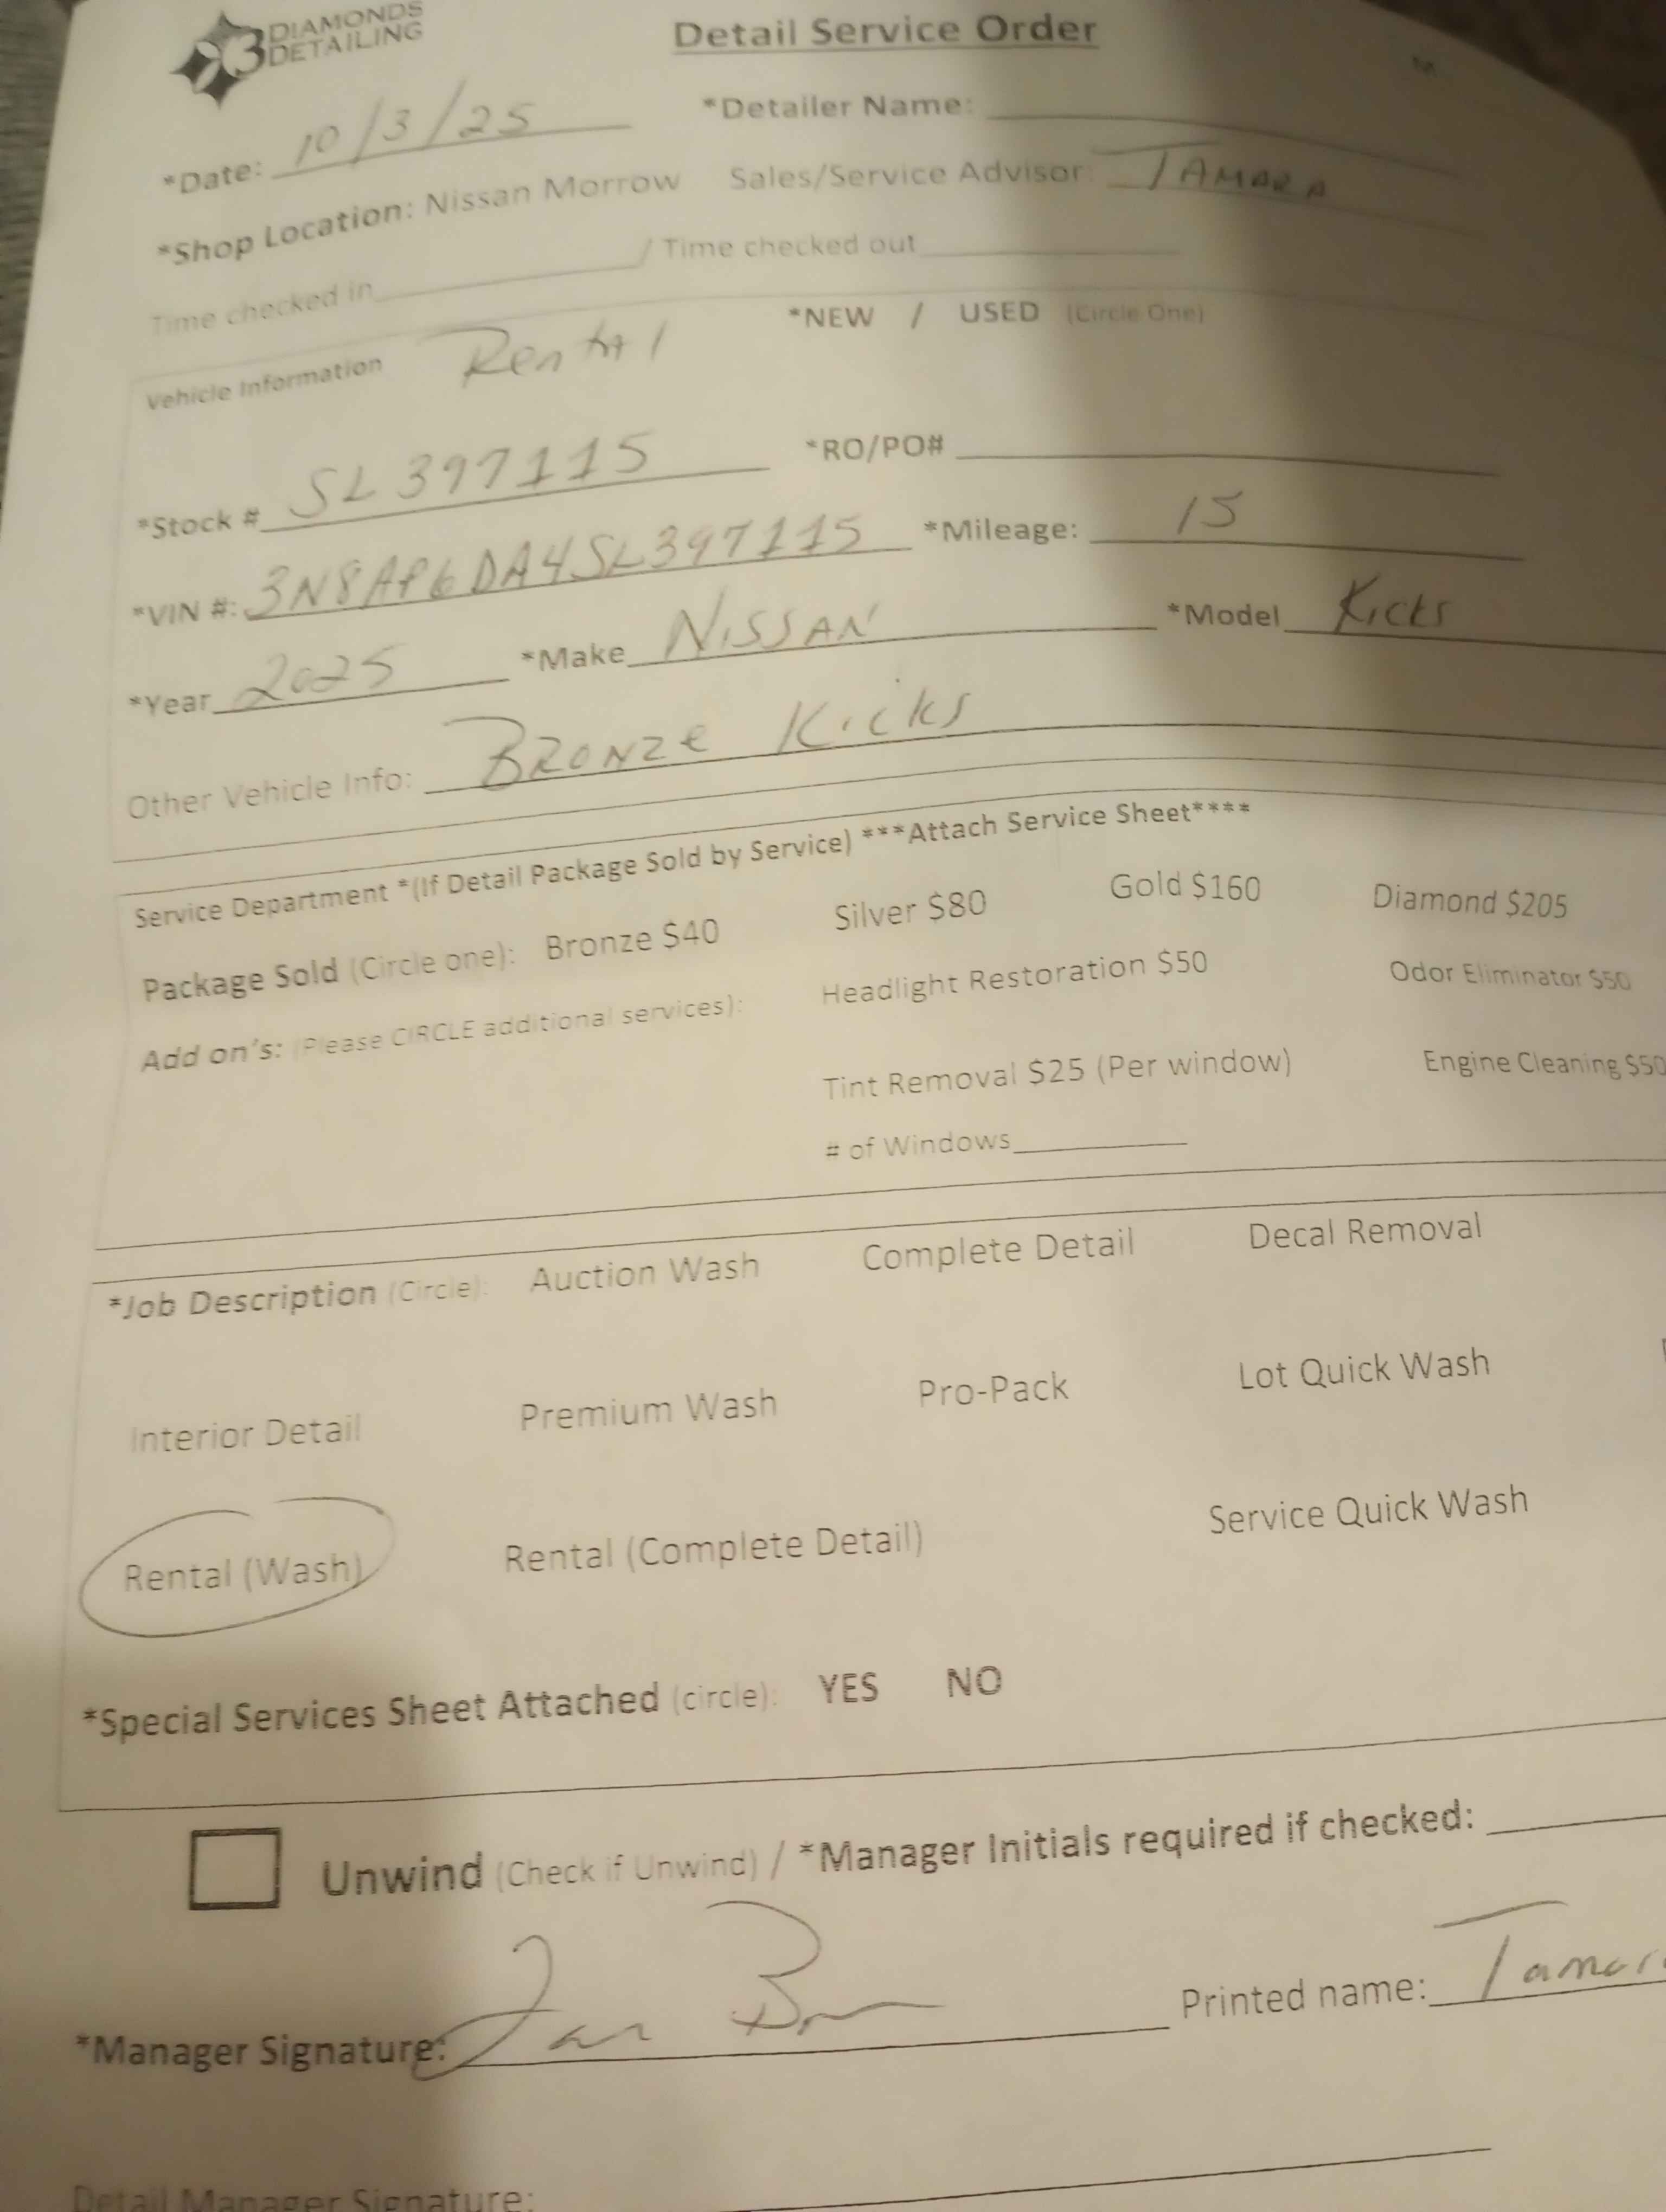 3 DIAMONDS DETAILING
Detail Service Order
*Date: 10/3/25 *Detailer Name:
*Shop Location: Nissan Morrow Sales/Service Advisor: TAMARA
Time checked in / Time checked out
Vehicle Information Rental *NEW / USED (Circle One)
*Stock # SL397115 *RO/PO#
*VIN #: 3N8AP6DA4SL397115 *Mileage: 15
*Year 2025 *Make NISSAN *Model Kicks
Other Vehicle Info: BRONZE Kicks
Service Department *(If Detail Package Sold by Service) ***Attach Service Sheet****
Package Sold (Circle one): Bronze $40 Silver $80 Gold $160 Diamond $205
Add on's: (Please CIRCLE additional services): Headlight Restoration $50 Odor Eliminator $50
Tint Removal $25 (Per window) Engine Cleaning $50
# of Windows
*Job Description (Circle): Auction Wash Complete Detail Decal Removal
Interior Detail Premium Wash Pro-Pack Lot Quick Wash
Rental (Wash) Rental (Complete Detail) Service Quick Wash
*Special Services Sheet Attached (circle): YES NO
Unwind (Check if Unwind) / *Manager Initials required if checked:
*Manager Signature: Printed name: Tamar
Detail Manager Signature: